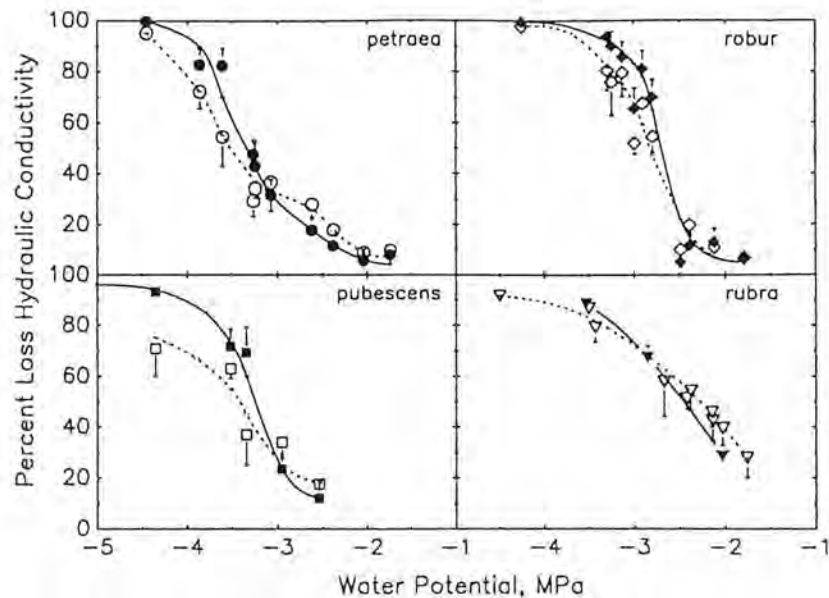 Percent Loss Hydraulic Conductivity
100 petraea robur
80
60
40
20
100 pubescens rubra
80
60
40
20
0
−5 −4 −3 −2 −1 −4 −3 −2 −1
Water Potential, MPa